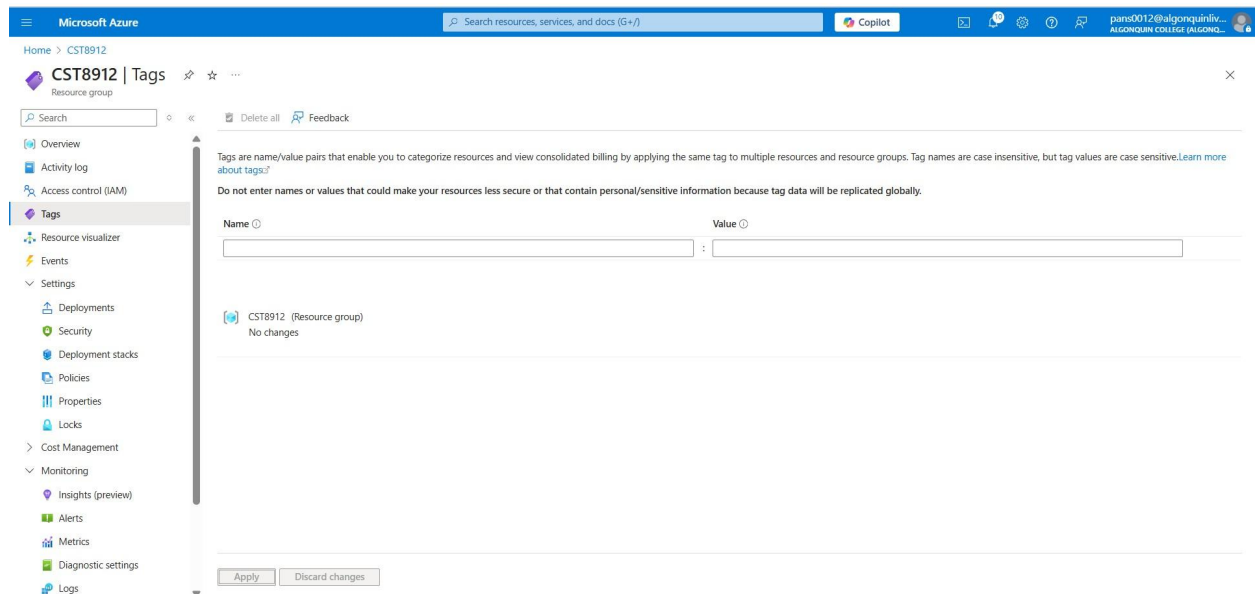 Microsoft Azure
Search resources, services, and docs (G+/)
Copilot
10
pans0012@algonquinliv...
ALGONQUIN COLLEGE (ALGONQ...
Home > CST8912
CST8912 | Tags
Resource group
Search
Delete all
Feedback
Overview
Activity log
Access control (IAM)
Tags
Resource visualizer
Events
Settings
Deployments
Security
Deployment stacks
Policies
Properties
Locks
Cost Management
Monitoring
Insights (preview)
Alerts
Metrics
Diagnostic settings
Logs
Tags are name/value pairs that enable you to categorize resources and view consolidated billing by applying the same tag to multiple resources and resource groups. Tag names are case insensitive, but tag values are case sensitive.Learn more
about tags
Do not enter names or values that could make your resources less secure or that contain personal/sensitive information because tag data will be replicated globally.
Name
Value
:
CST8912 (Resource group)
No changes
Apply
Discard changes